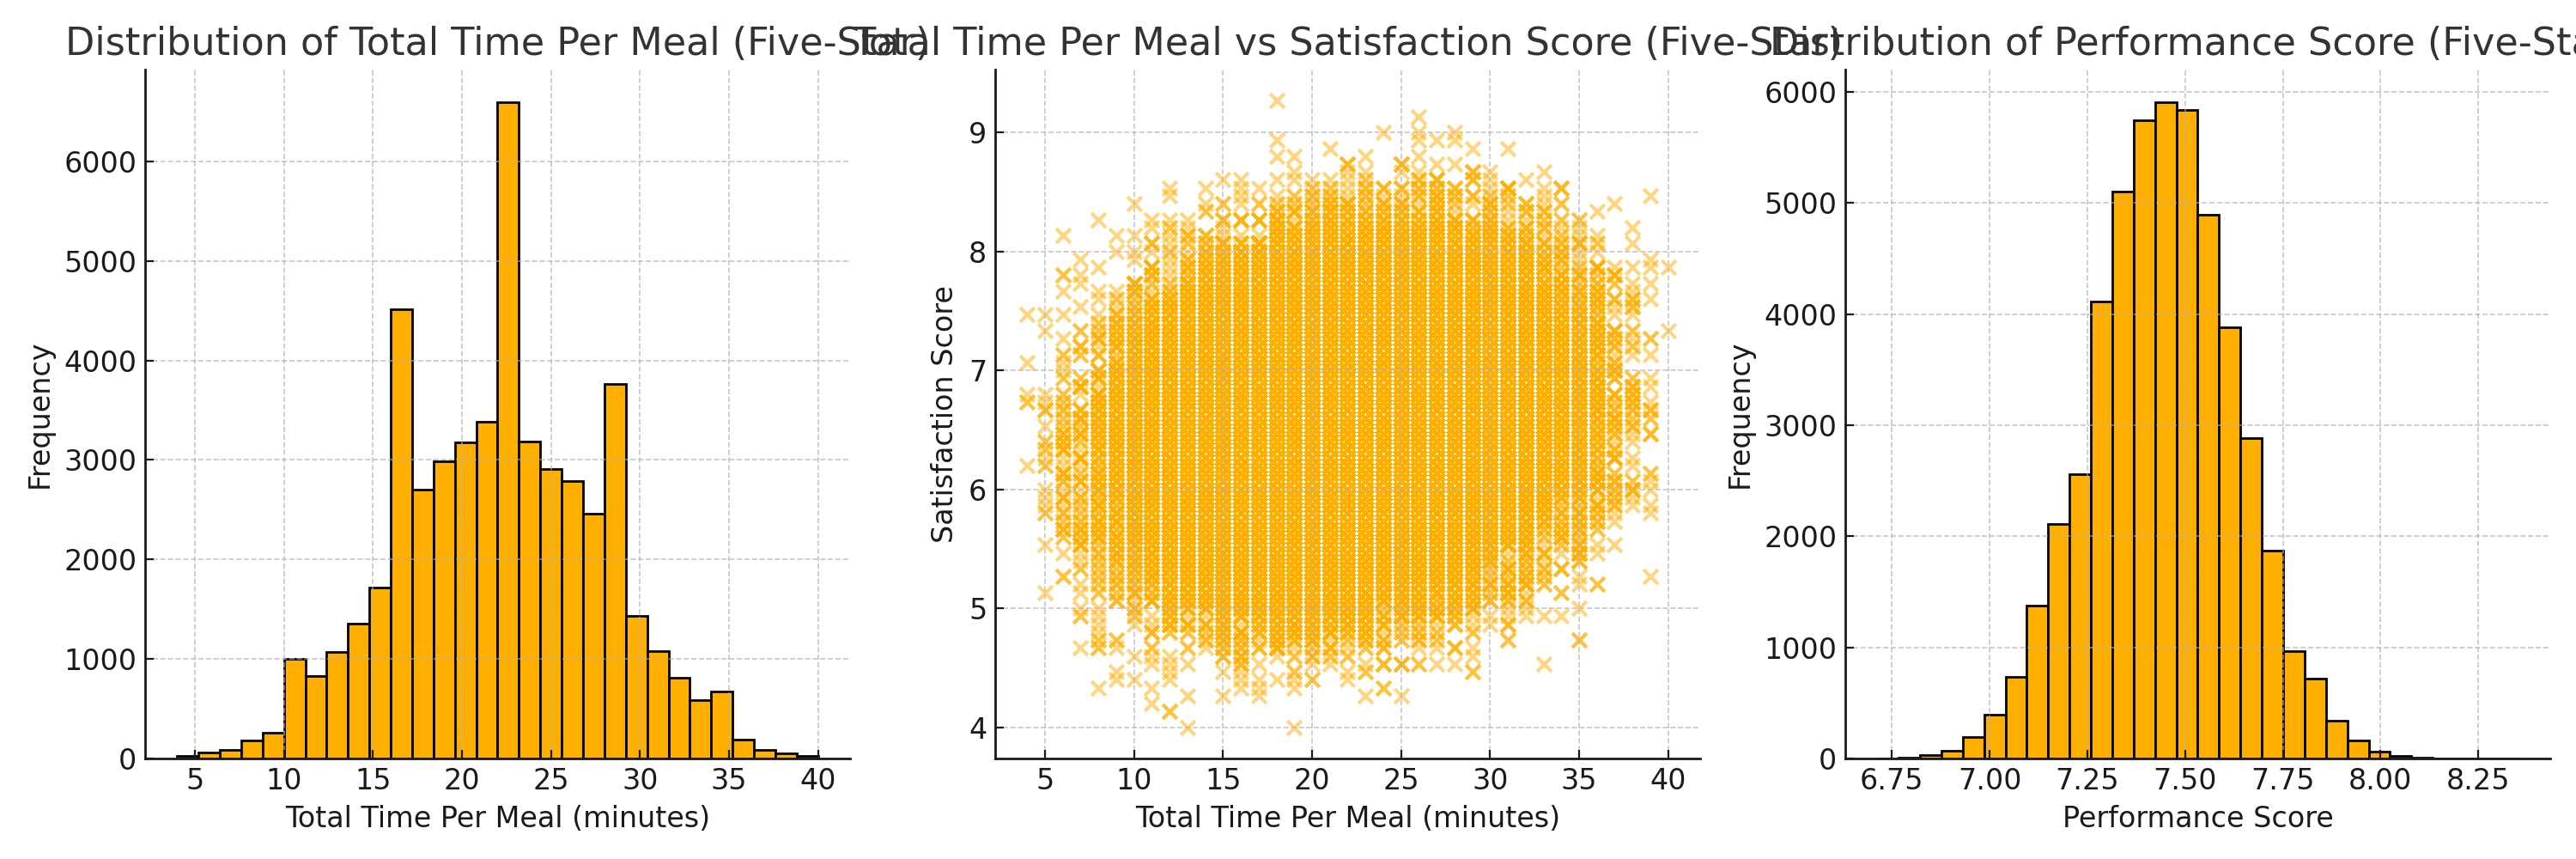 Distribution of Total Time Per Meal (Five-Star)
Total Time Per Meal vs Satisfaction Score (Five-Star)
Distribution of Performance Score (Five-Sta
Frequency
6000
5000
4000
3000
2000
1000
0
5 10 15 20 25 30 35 40
Total Time Per Meal (minutes)
Satisfaction Score
9
8
7
6
5
4
5 10 15 20 25 30 35 40
Total Time Per Meal (minutes)
Frequency
6000
5000
4000
3000
2000
1000
0
6.75 7.00 7.25 7.50 7.75 8.00 8.25
Performance Score